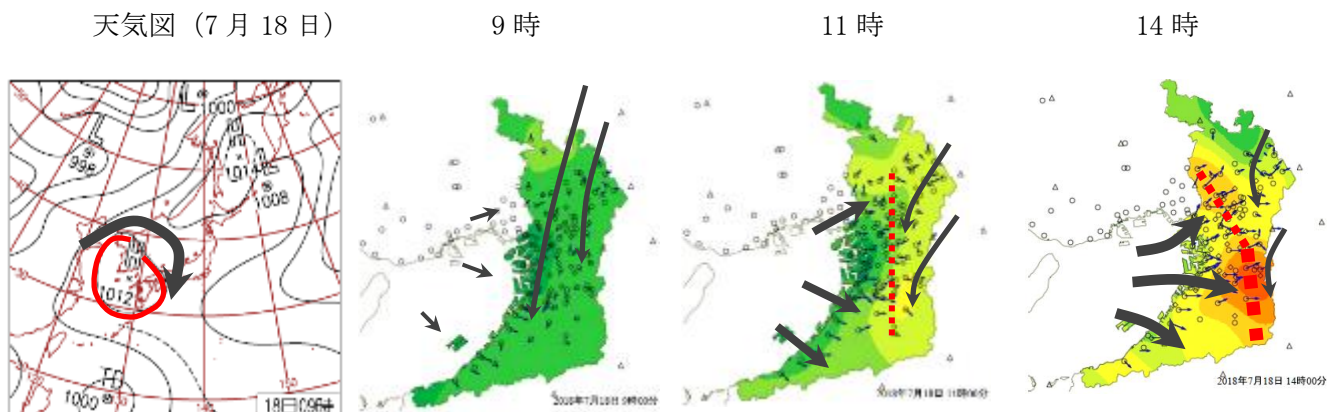 天気図（7 月 18 日）
9 時
11 時
14 時
L
000
L
998
1014
1008
1012
TD
1000
18日09時
2018年7月18日 9時00分
2018年7月18日 11時00分
2018年7月18日 14時00分